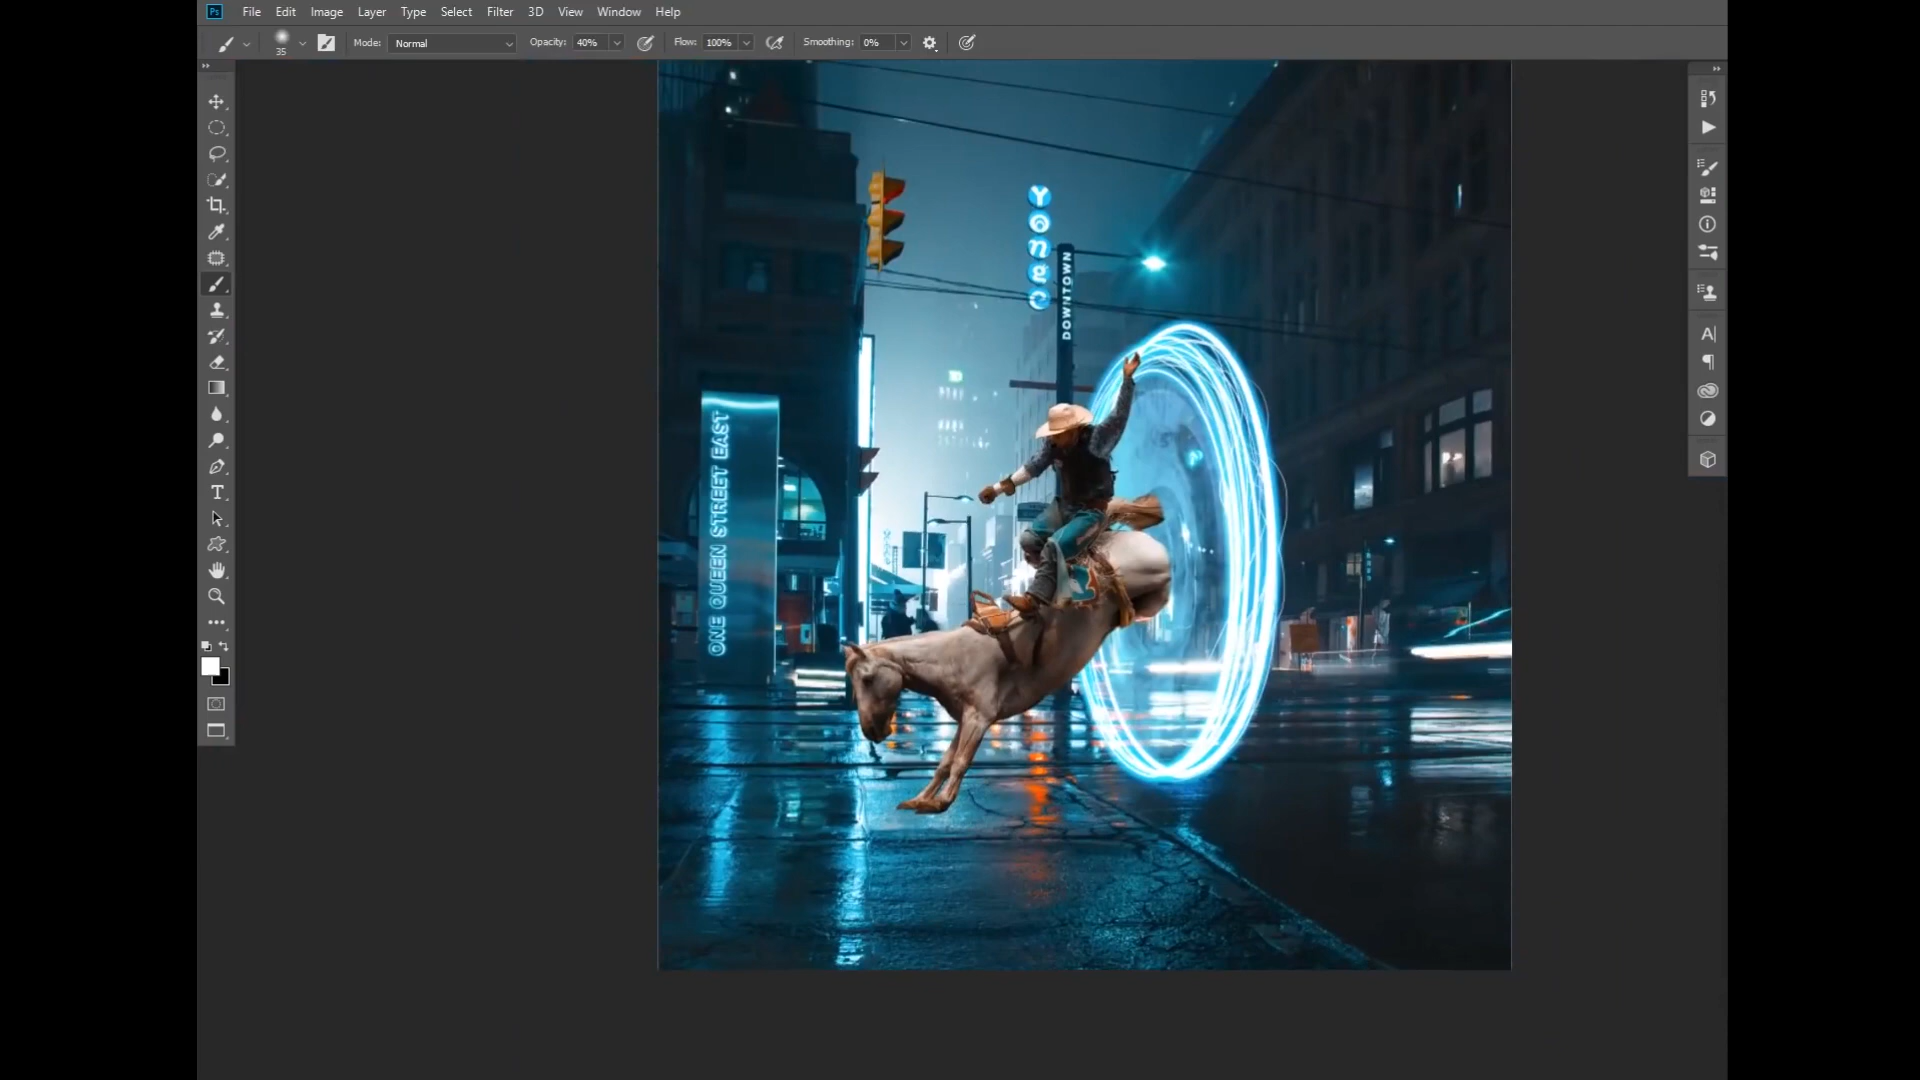 Ps File Edit Image Layer Type Select Filter 3D View Window Help
35 Mode: Normal Opacity: 40% Flow: 100% Smoothing: 0%
Yonge
DOWNTOWN
ONE QUEEN STREET EAST